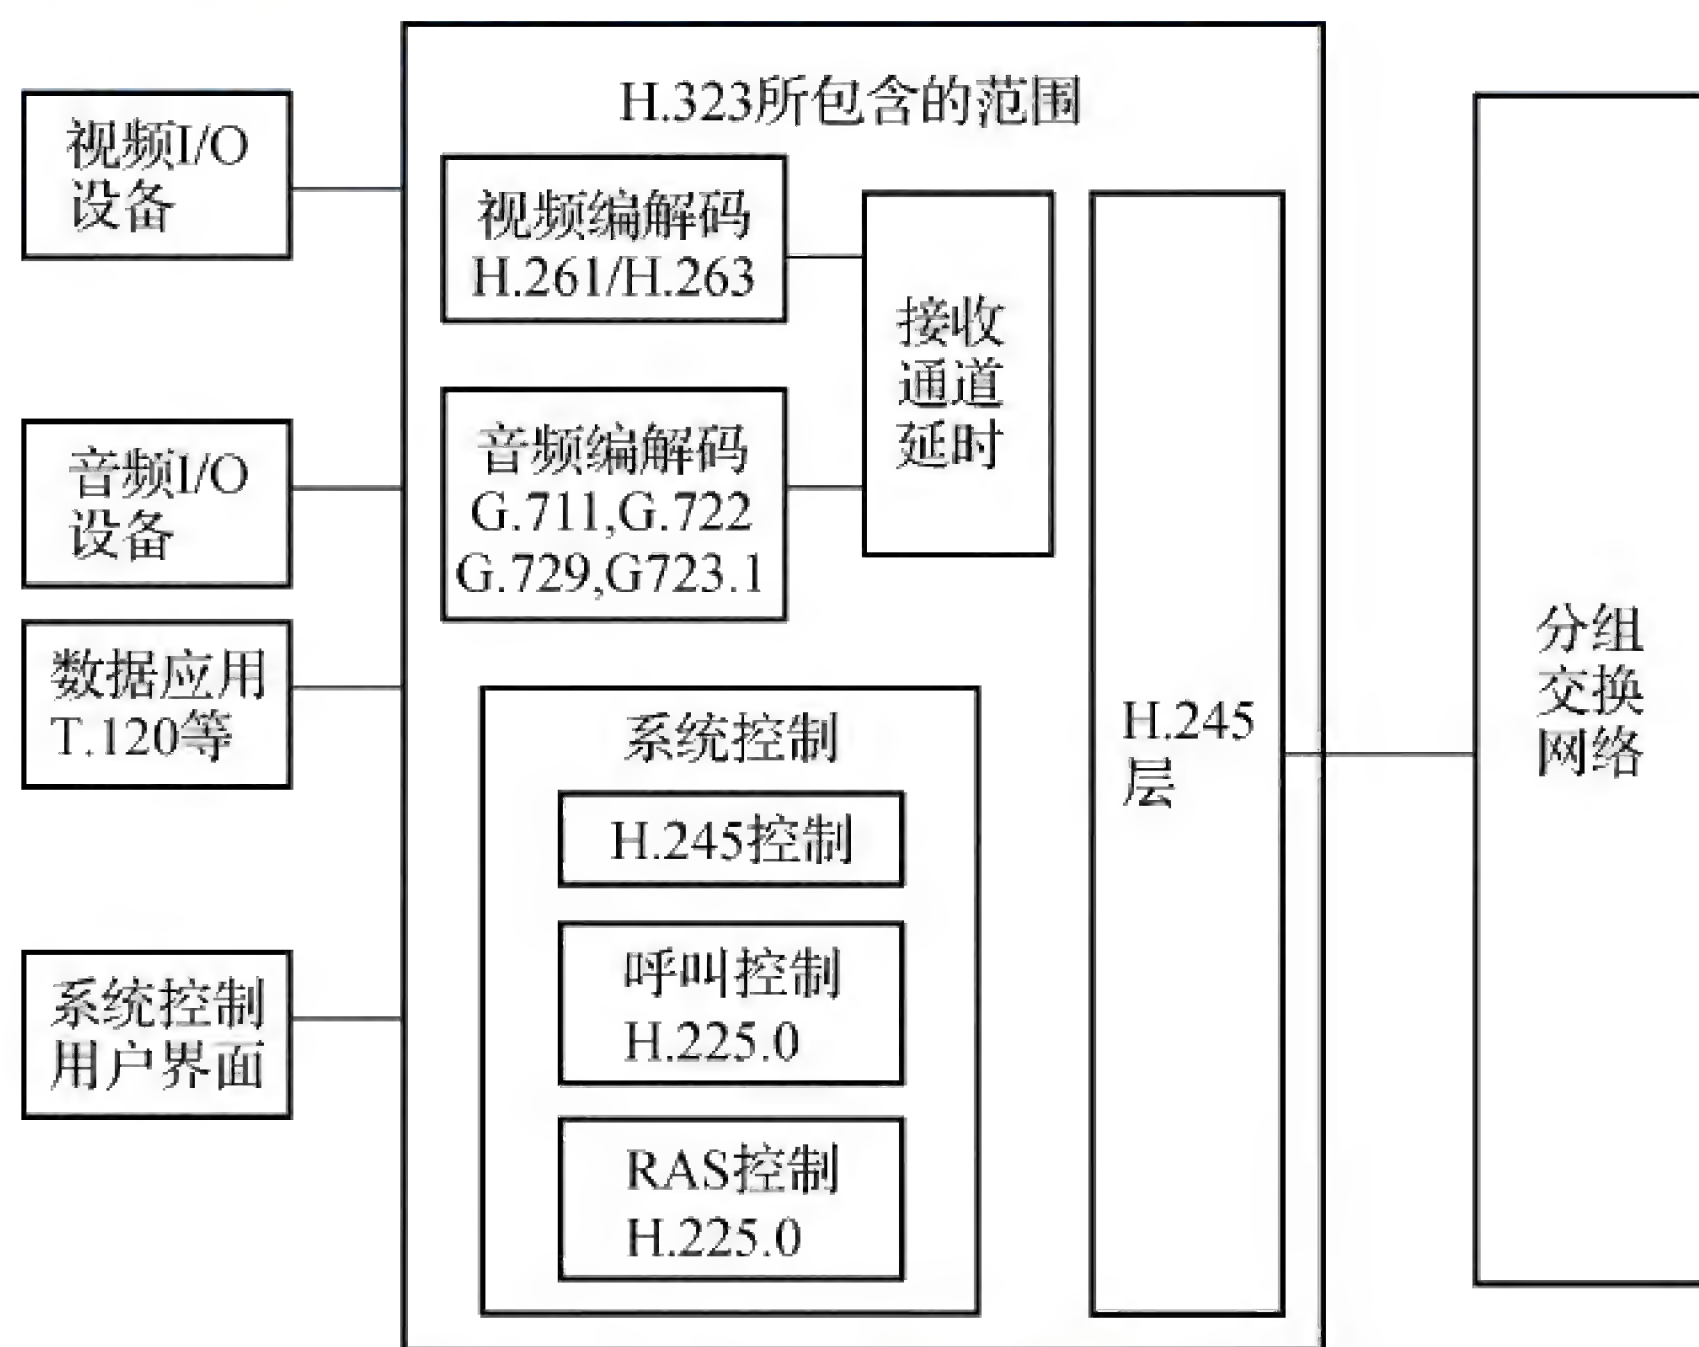 H.323所包含的范围
视频I/O
设备
音频I/O
设备
数据应用
T.120等
系统控制
用户界面
视频编解码
H.261/H.263
音频编解码
G.711,G.722
G.729,G723.1
接收
通道
延时
系统控制
H.245控制
呼叫控制
H.225.0
RAS控制
H.225.0
H.245
层
分组
交换
网络